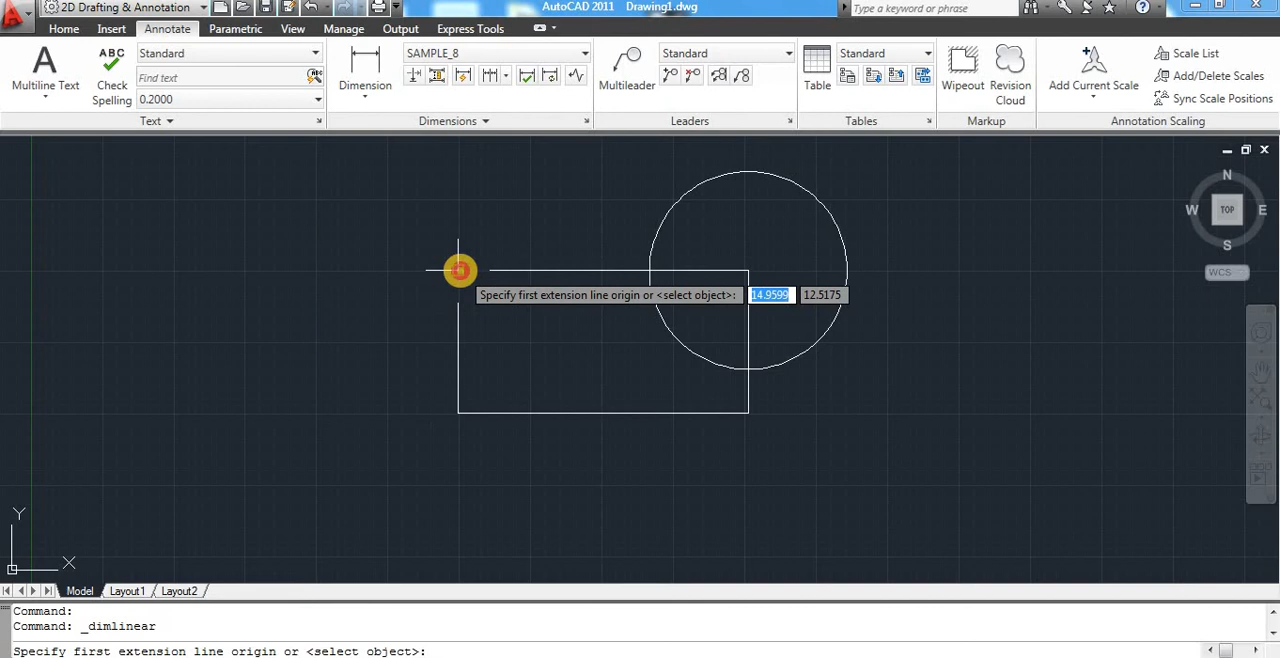 2D Drafting & Annotation
AutoCAD 2011 Drawing1.dwg
Type a keyword or phrase
Home Insert Annotate Parametric View Manage Output Express Tools
A
Multiline Text
ABC
Check
Spelling
Standard
Find text
ABC
0.2000
Text
Dimension
SAMPLE_8
Dimensions
Multileader
Standard
Leaders
Table
Standard
Tables
Wipeout
Revision
Cloud
Markup
Add Current Scale
Scale List
Add/Delete Scales
Sync Scale Positions
Annotation Scaling
N
W TOP E
S
WCS
Specify first extension line origin or <select object>: 14.9599 12.5175
Y
X
Model Layout1 Layout2
Command:
Command: _dimlinear
Specify first extension line origin or <select object>: